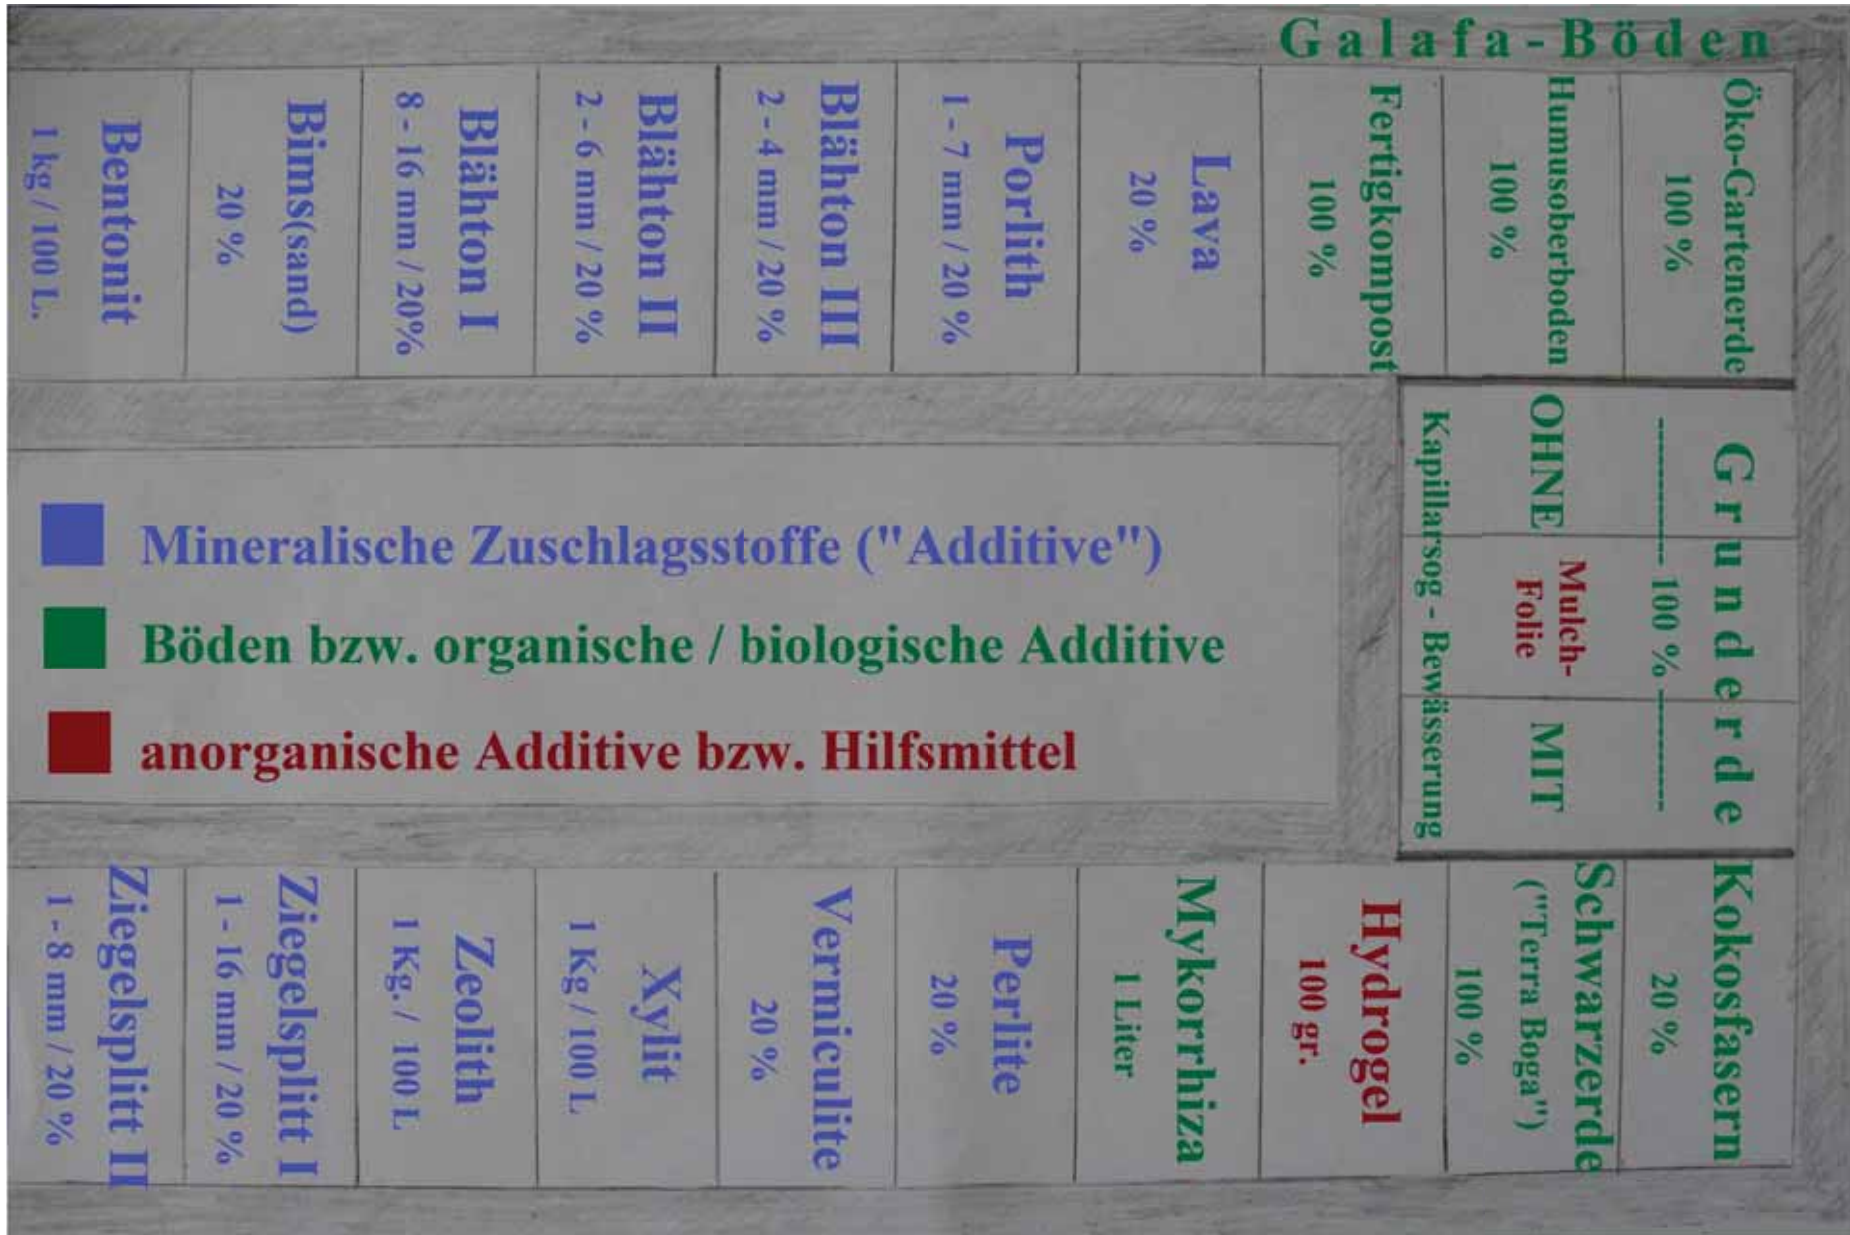 Galafa-Böden
Bentonit
1 kg / 100 L.
Bims(sand)
20 %
Blähton I
8 - 16 mm / 20%
Blähton II
2 - 6 mm / 20 %
Blähton III
2 - 4 mm / 20 %
Porlith
1 - 7 mm / 20 %
Lava
20 %
Fertigkompost
100 %
Humusoberboden
100 %
Öko-Gartenerde
100 %
Grunderde
----------- 100 % -----------
OHNE
Mulch-
Folie
MIT
Kapillarsog - Bewässerung
Mineralische Zuschlagsstoffe ("Additive")
Böden bzw. organische / biologische Additive
anorganische Additive bzw. Hilfsmittel
Ziegelsplitt II
1 - 8 mm / 20 %
Ziegelsplitt I
1 - 16 mm / 20 %
Zeolith
1 Kg. / 100 L
Xylit
1 Kg / 100 L
Vermiculite
20 %
Perlite
20 %
Mykorrhiza
1 Liter
Hydrogel
100 gr.
Schwarzerde
("Terra Boga")
100 %
Kokosfasern
20 %